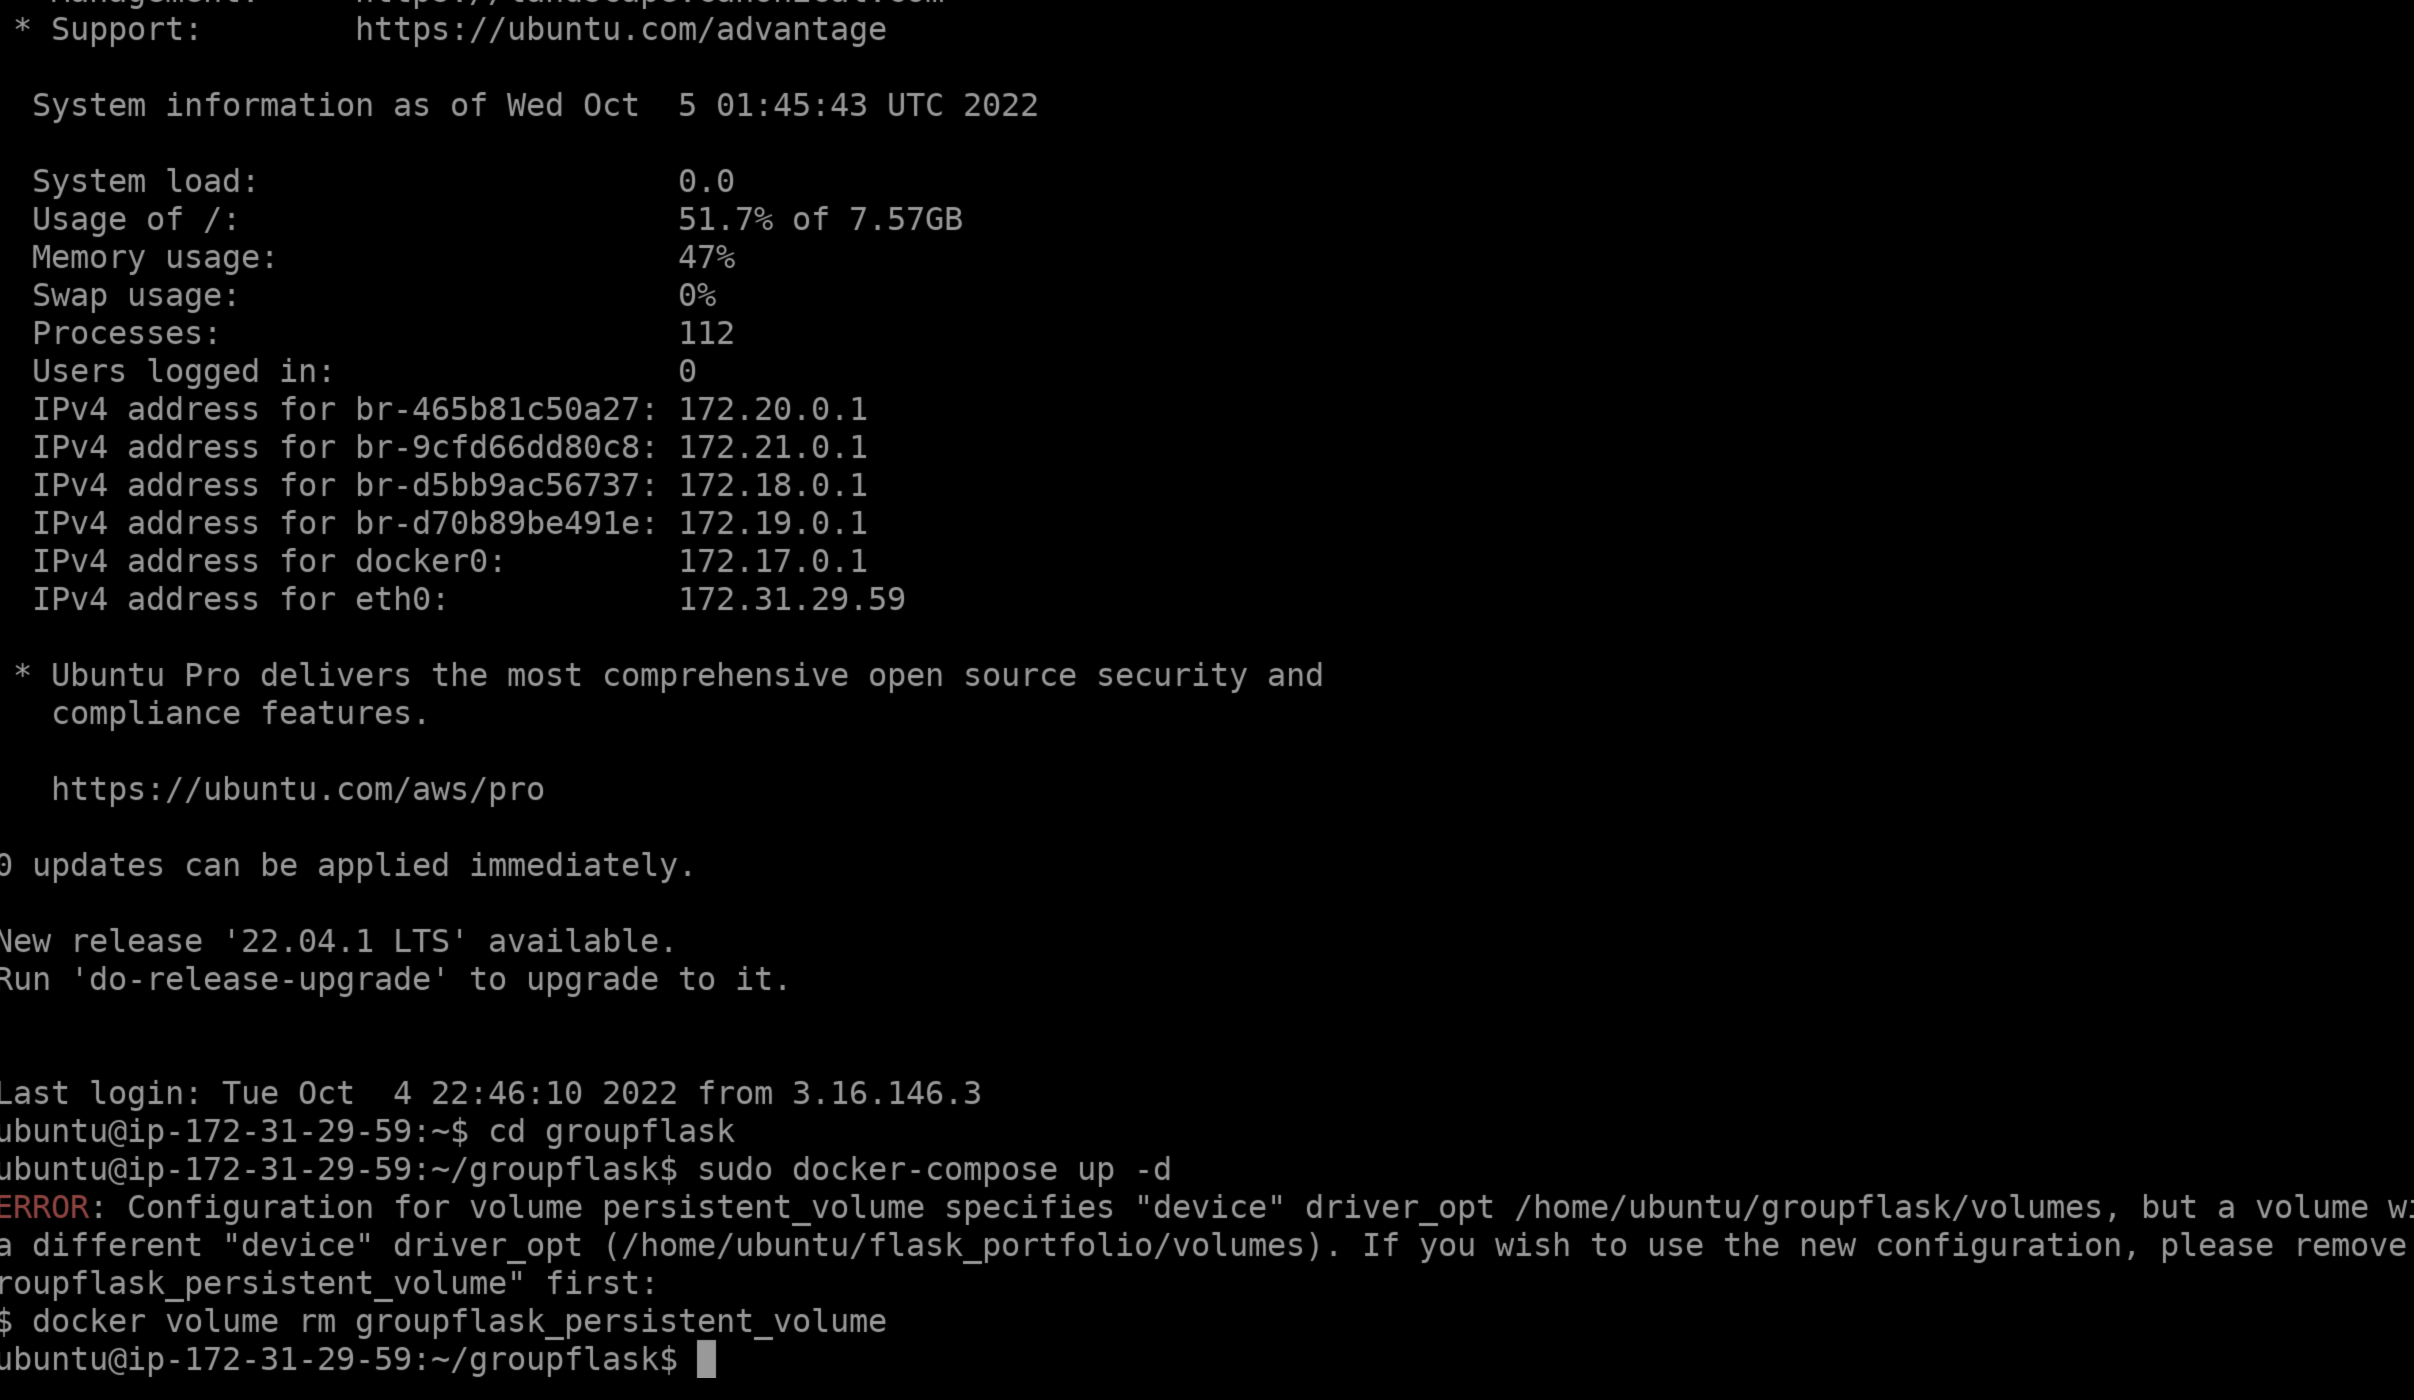 * Support: https://ubuntu.com/advantage
System information as of Wed Oct  5 01:45:43 UTC 2022
System load: 0.0
Usage of /: 51.7% of 7.57GB
Memory usage: 47%
Swap usage: 0%
Processes: 112
Users logged in: 0
IPv4 address for br-465b81c50a27: 172.20.0.1
IPv4 address for br-9cfd66dd80c8: 172.21.0.1
IPv4 address for br-d5bb9ac56737: 172.18.0.1
IPv4 address for br-d70b89be491e: 172.19.0.1
IPv4 address for docker0: 172.17.0.1
IPv4 address for eth0: 172.31.29.59
* Ubuntu Pro delivers the most comprehensive open source security and
compliance features.
https://ubuntu.com/aws/pro
0 updates can be applied immediately.
New release '22.04.1 LTS' available.
Run 'do-release-upgrade' to upgrade to it.
Last login: Tue Oct  4 22:46:10 2022 from 3.16.146.3
ubuntu@ip-172-31-29-59:~$ cd groupflask
ubuntu@ip-172-31-29-59:~/groupflask$ sudo docker-compose up -d
ERROR: Configuration for volume persistent_volume specifies "device" driver_opt /home/ubuntu/groupflask/volumes, but a volume
a different "device" driver_opt (/home/ubuntu/flask_portfolio/volumes). If you wish to use the new configuration, please remove
roupflask_persistent_volume" first:
$ docker volume rm groupflask_persistent_volume
ubuntu@ip-172-31-29-59:~/groupflask$